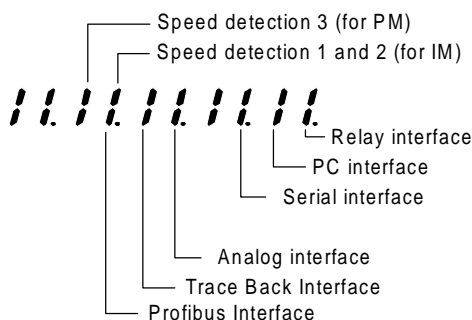 Speed detection 3 (for PM)
Speed detection 1 and 2 (for IM)
11.11.11.11.11.
Relay interface
PC interface
Serial interface
Analog interface
Trace Back Interface
Profibus Interface